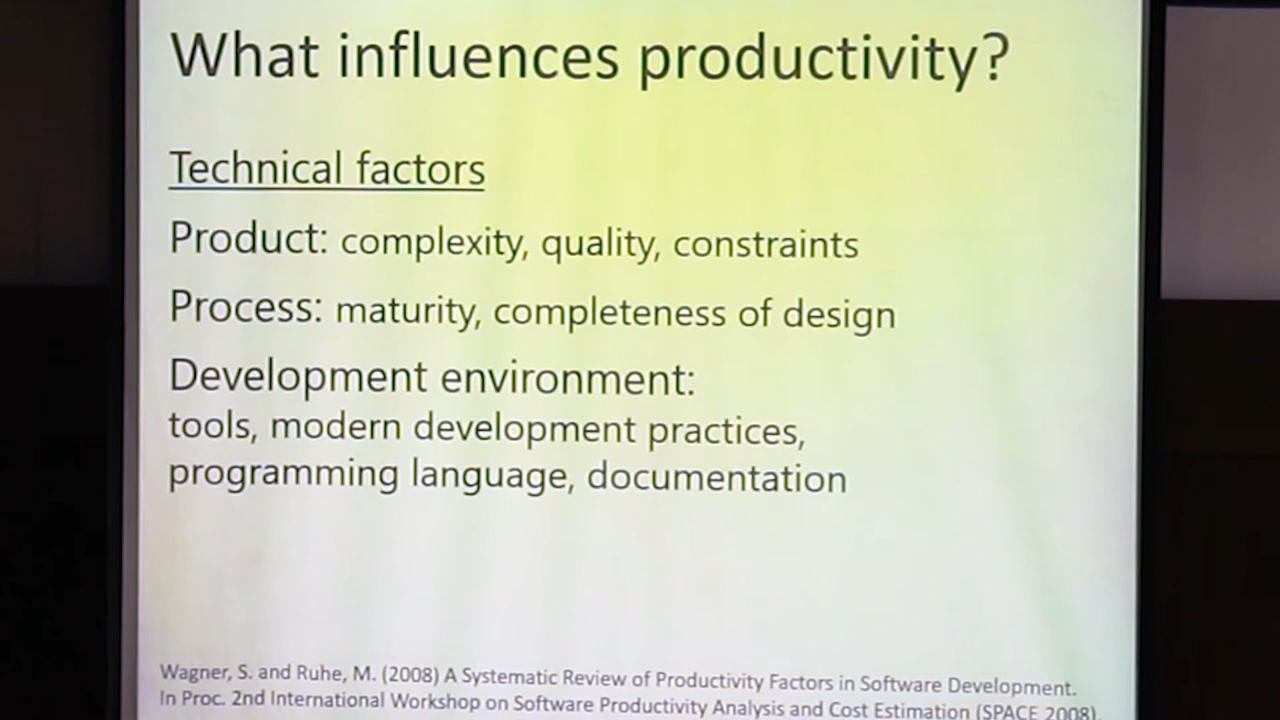 What influences productivity?
Technical factors
Product: complexity, quality, constraints
Process: maturity, completeness of design
Development environment:
tools, modern development practices,
programming language, documentation
Wagner, S. and Ruhe, M. (2008) A Systematic Review of Productivity Factors in Software Development.
In Proc. 2nd International Workshop on Software Productivity Analysis and Cost Estimation (SPACE 2008).